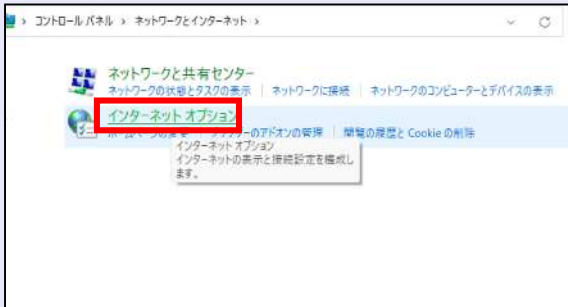 › コントロール パネル › ネットワークとインターネット ›
ネットワークと共有センター
ネットワークの状態とタスクの表示 | ネットワークに接続 | ネットワークのコンピューターとデバイスの表示
インターネット オプション
のアドオンの管理 | 閲覧の履歴と Cookie の削除
インターネット オプション
インターネットの表示と接続設定を構成し
ます。